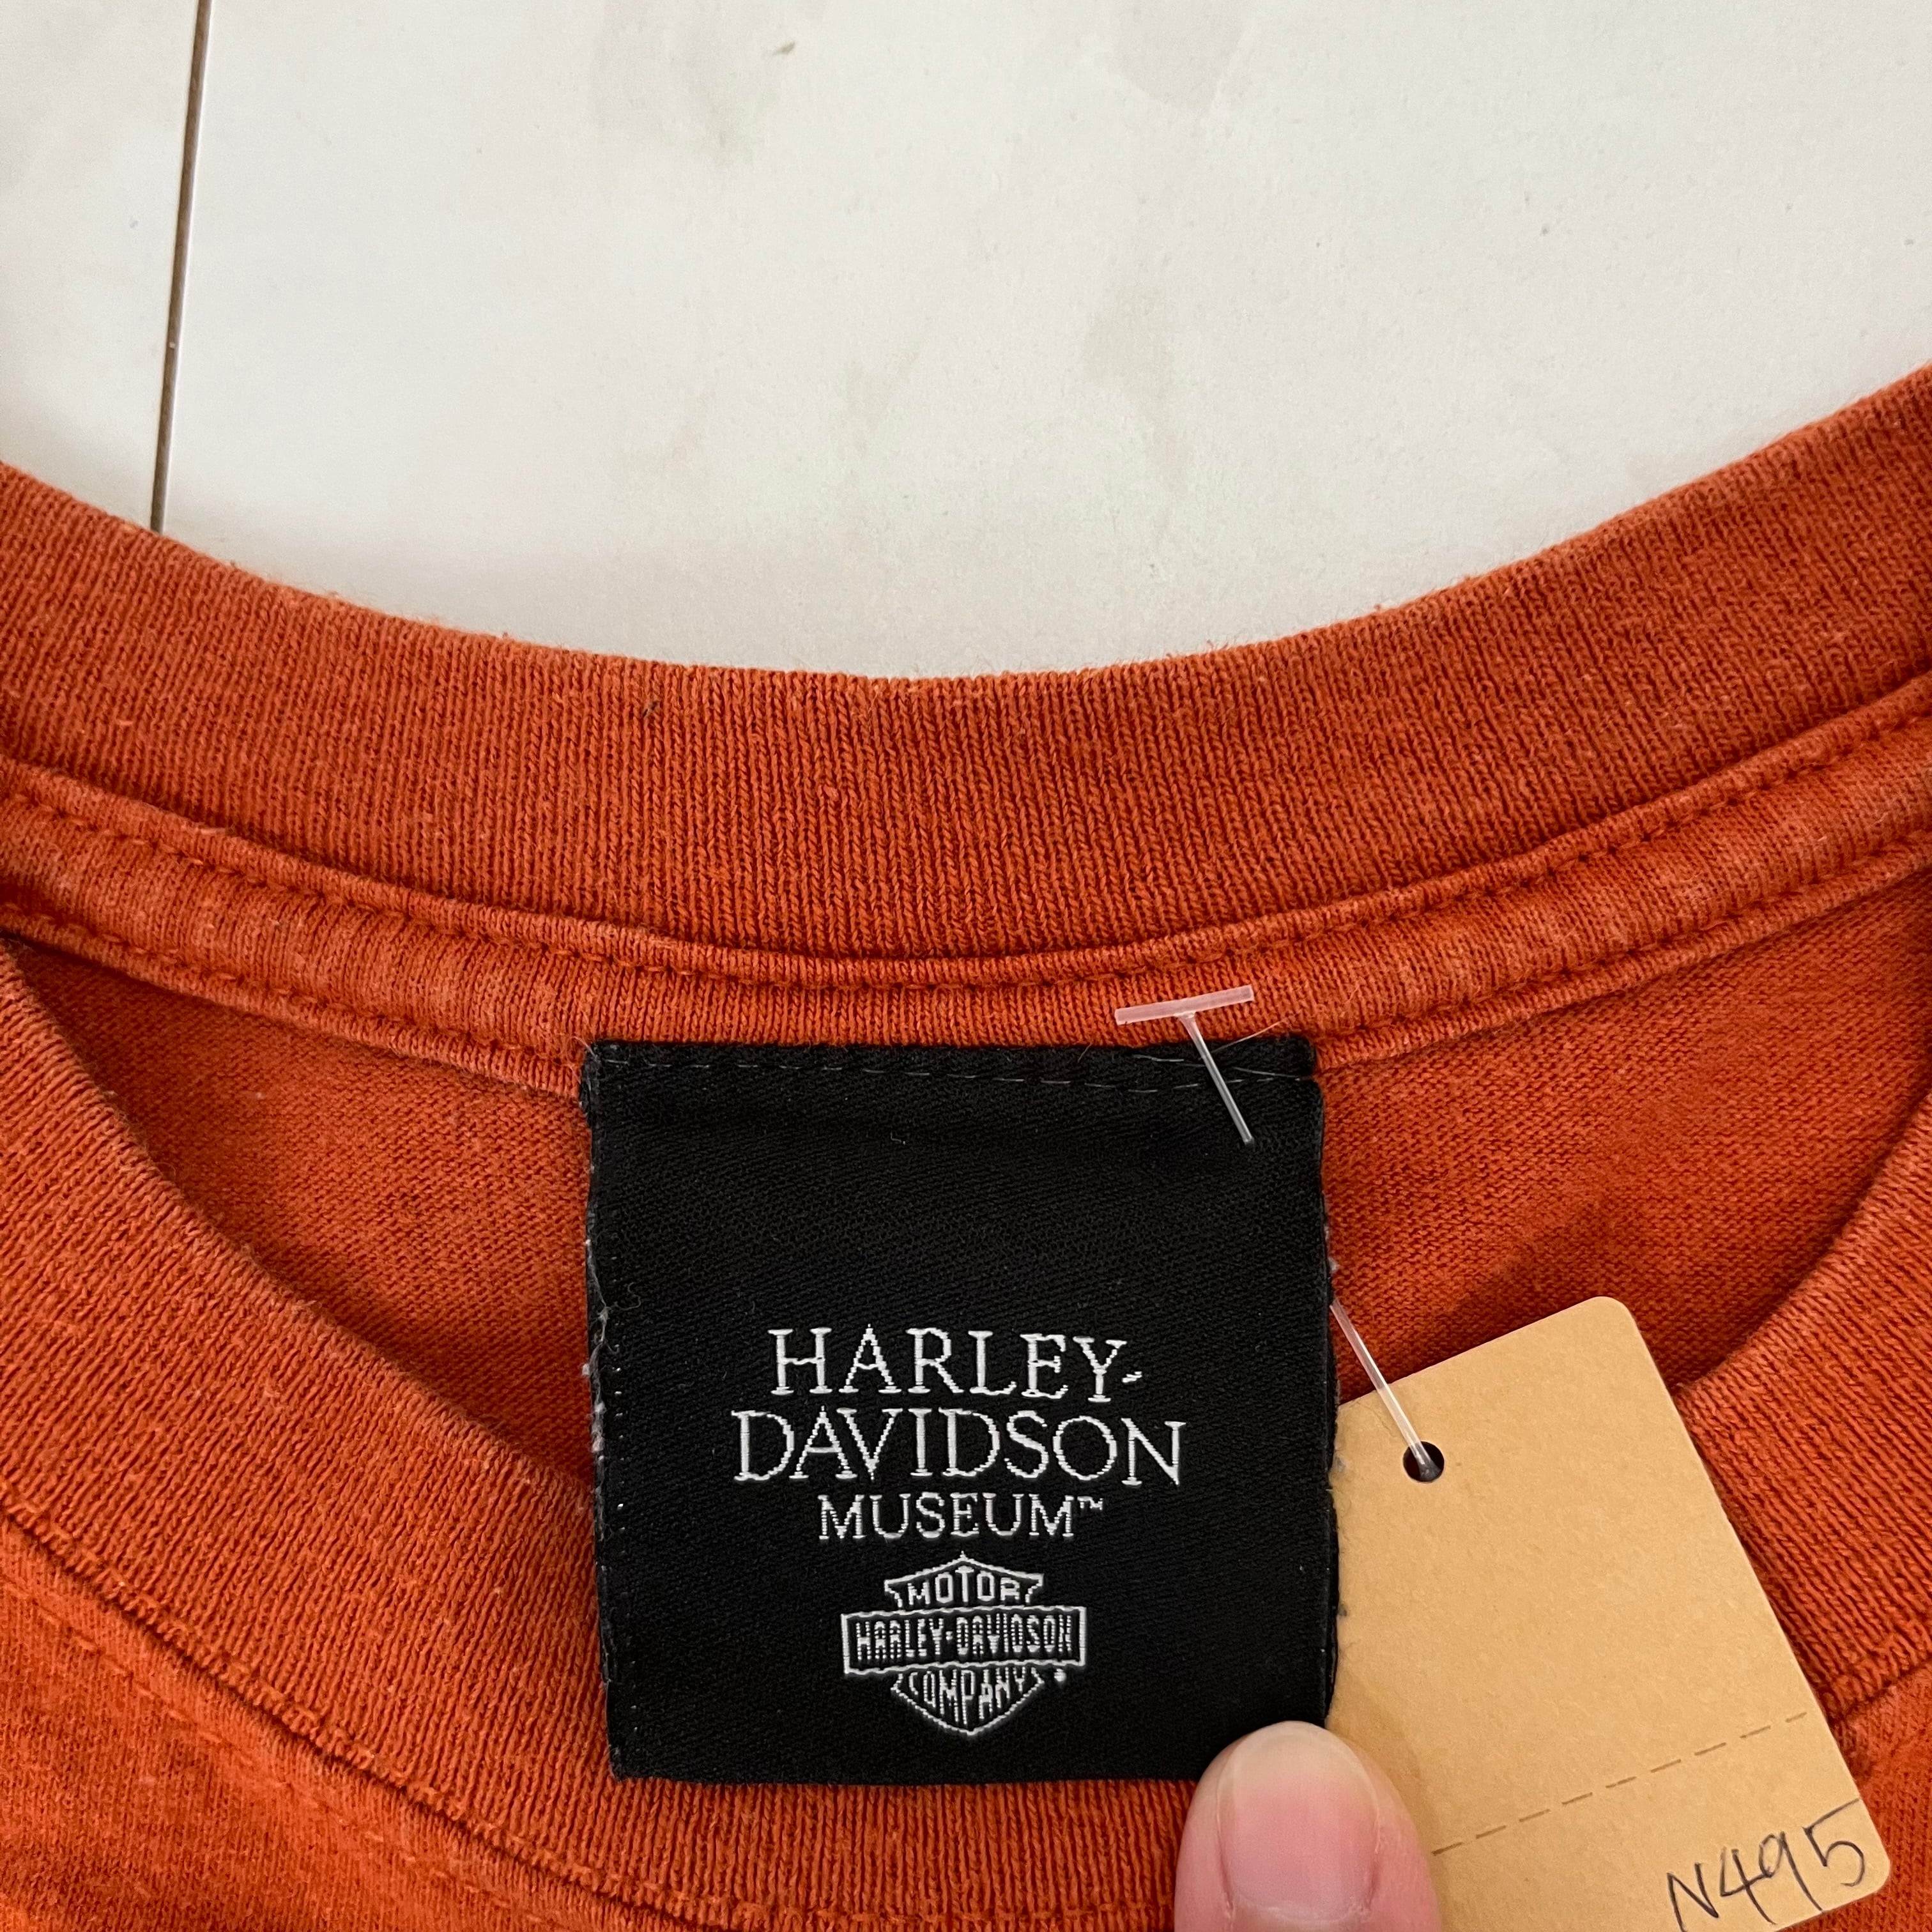 HARLEY-
DAVIDSON
MUSEUM™
MOTOR
HARLEY-DAVIDSON
COMPANY ®
N495